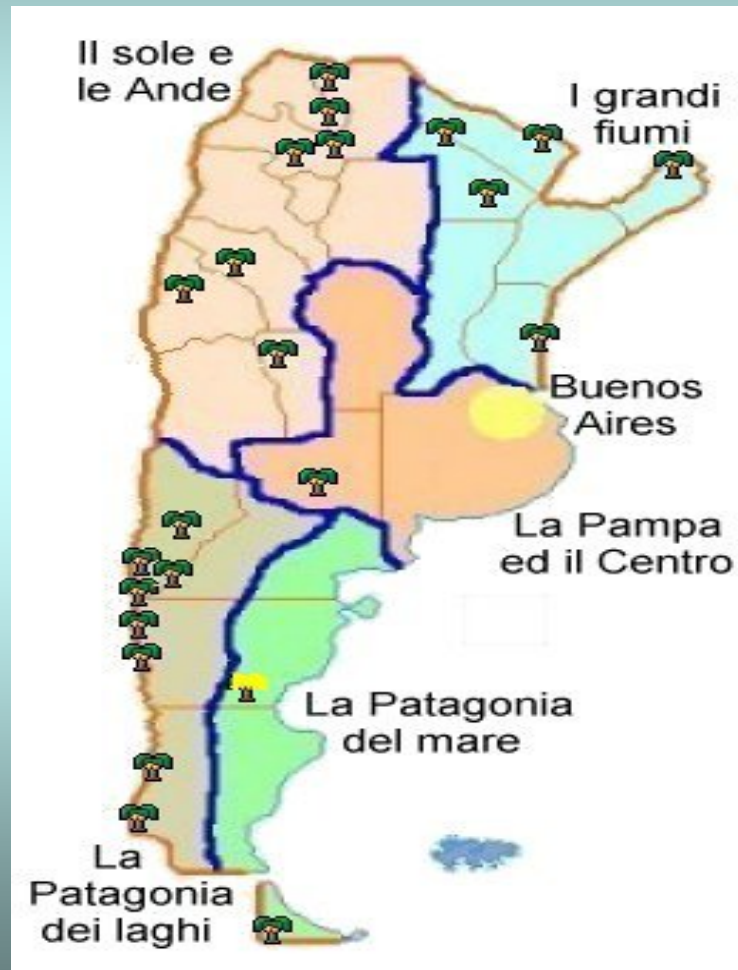 Il sole e
le Ande
I grandi
fiumi
Buenos
Aires
La Pampa
ed il Centro
La Patagonia
del mare
La
Patagonia
dei laghi